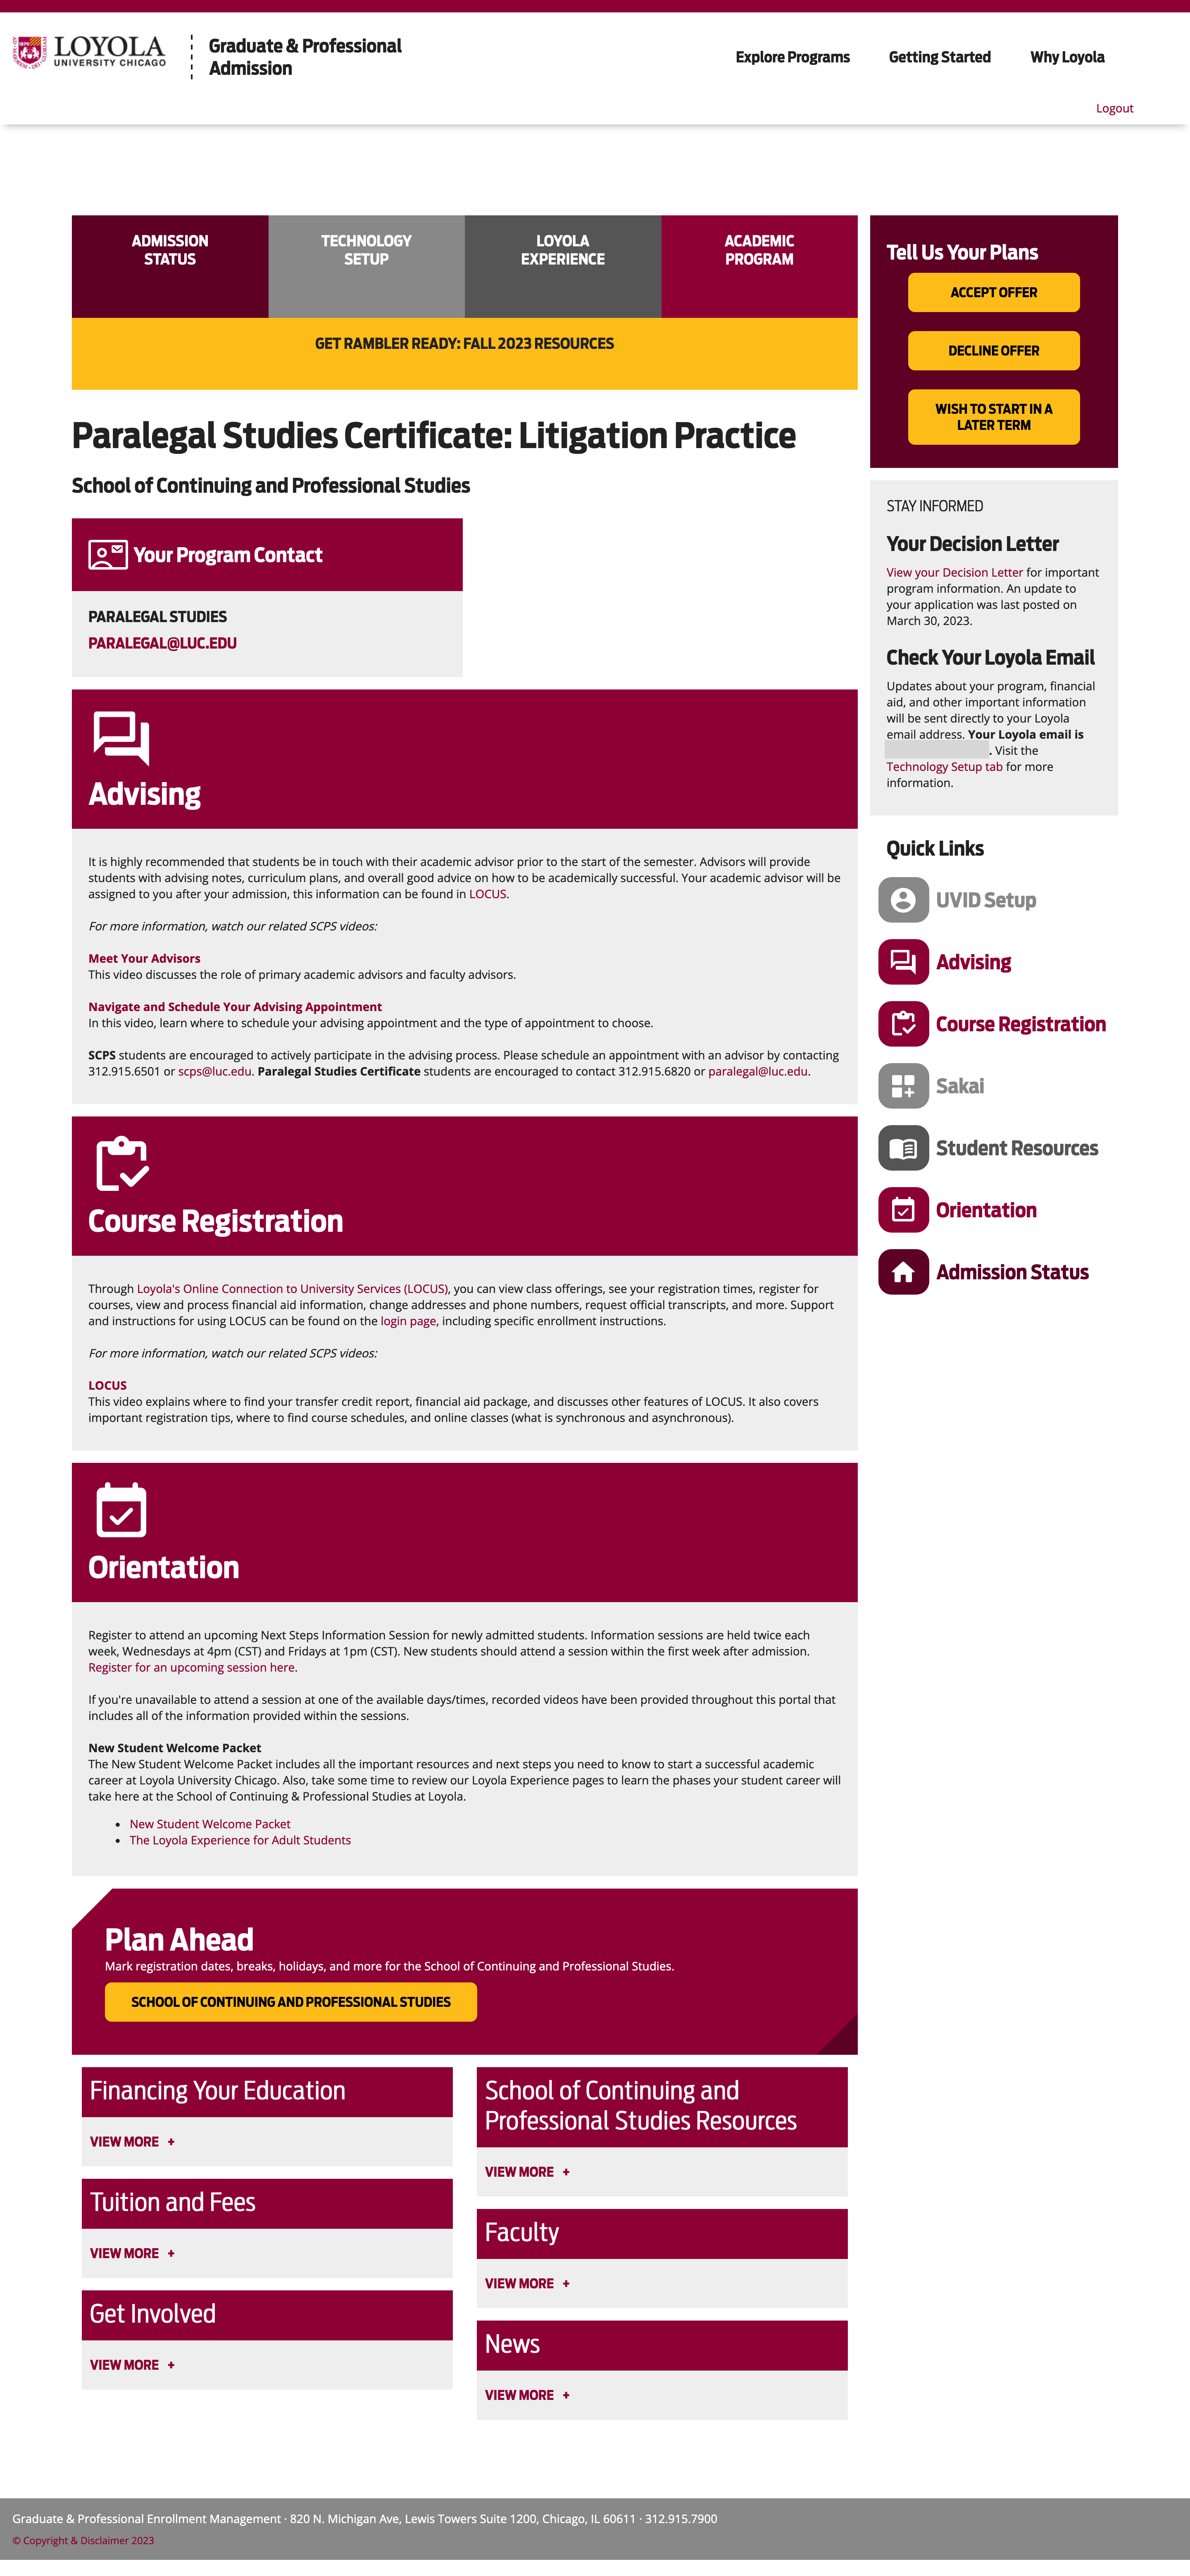 LOYOLA
UNIVERSITY CHICAGO
Graduate & Professional
Admission
Explore Programs
Getting Started
Why Loyola
Logout
ADMISSION
STATUS
TECHNOLOGY
SETUP
LOYOLA
EXPERIENCE
ACADEMIC
PROGRAM
GET RAMBLER READY: FALL 2023 RESOURCES
Paralegal Studies Certificate: Litigation Practice
School of Continuing and Professional Studies
Your Program Contact
PARALEGAL STUDIES
PARALEGAL@LUC.EDU
Advising
It is highly recommended that students be in touch with their academic advisor prior to the start of the semester. Advisors will provide
students with advising notes, curriculum plans, and overall good advice on how to be academically successful. Your academic advisor will be
assigned to you after your admission, this information can be found in LOCUS.
For more information, watch our related SCPS videos:
Meet Your Advisors
This video discusses the role of primary academic advisors and faculty advisors.
Navigate and Schedule Your Advising Appointment
In this video, learn where to schedule your advising appointment and the type of appointment to choose.
SCPS students are encouraged to actively participate in the advising process. Please schedule an appointment with an advisor by contacting
312.915.6501 or scps@luc.edu. Paralegal Studies Certificate students are encouraged to contact 312.915.6820 or paralegal@luc.edu.
Course Registration
Through Loyola's Online Connection to University Services (LOCUS), you can view class offerings, see your registration times, register for
courses, view and process financial aid information, change addresses and phone numbers, request official transcripts, and more. Support
and instructions for using LOCUS can be found on the login page, including specific enrollment instructions.
For more information, watch our related SCPS videos:
LOCUS
This video explains where to find your transfer credit report, financial aid package, and discusses other features of LOCUS. It also covers
important registration tips, where to find course schedules, and online classes (what is synchronous and asynchronous).
Orientation
Register to attend an upcoming Next Steps Information Session for newly admitted students. Information sessions are held twice each
week, Wednesdays at 4pm (CST) and Fridays at 1pm (CST). New students should attend a session within the first week after admission.
Register for an upcoming session here.
If you're unavailable to attend a session at one of the available days/times, recorded videos have been provided throughout this portal that
includes all of the information provided within the sessions.
New Student Welcome Packet
The New Student Welcome Packet includes all the important resources and next steps you need to know to start a successful academic
career at Loyola University Chicago. Also, take some time to review our Loyola Experience pages to learn the phases your student career will
take here at the School of Continuing & Professional Studies at Loyola.
• New Student Welcome Packet
• The Loyola Experience for Adult Students
Plan Ahead
Mark registration dates, breaks, holidays, and more for the School of Continuing and Professional Studies.
SCHOOL OF CONTINUING AND PROFESSIONAL STUDIES
Financing Your Education
VIEW MORE +
Tuition and Fees
VIEW MORE +
Get Involved
VIEW MORE +
School of Continuing and
Professional Studies Resources
VIEW MORE +
Faculty
VIEW MORE +
News
VIEW MORE +
Tell Us Your Plans
ACCEPT OFFER
DECLINE OFFER
WISH TO START IN A
LATER TERM
STAY INFORMED
Your Decision Letter
View your Decision Letter for important
program information. An update to
your application was last posted on
March 30, 2023.
Check Your Loyola Email
Updates about your program, financial
aid, and other important information
will be sent directly to your Loyola
email address. Your Loyola email is
. Visit the
Technology Setup tab for more
information.
Quick Links
UVID Setup
Advising
Course Registration
Sakai
Student Resources
Orientation
Admission Status
Graduate & Professional Enrollment Management · 820 N. Michigan Ave, Lewis Towers Suite 1200, Chicago, IL 60611 · 312.915.7900
© Copyright & Disclaimer 2023